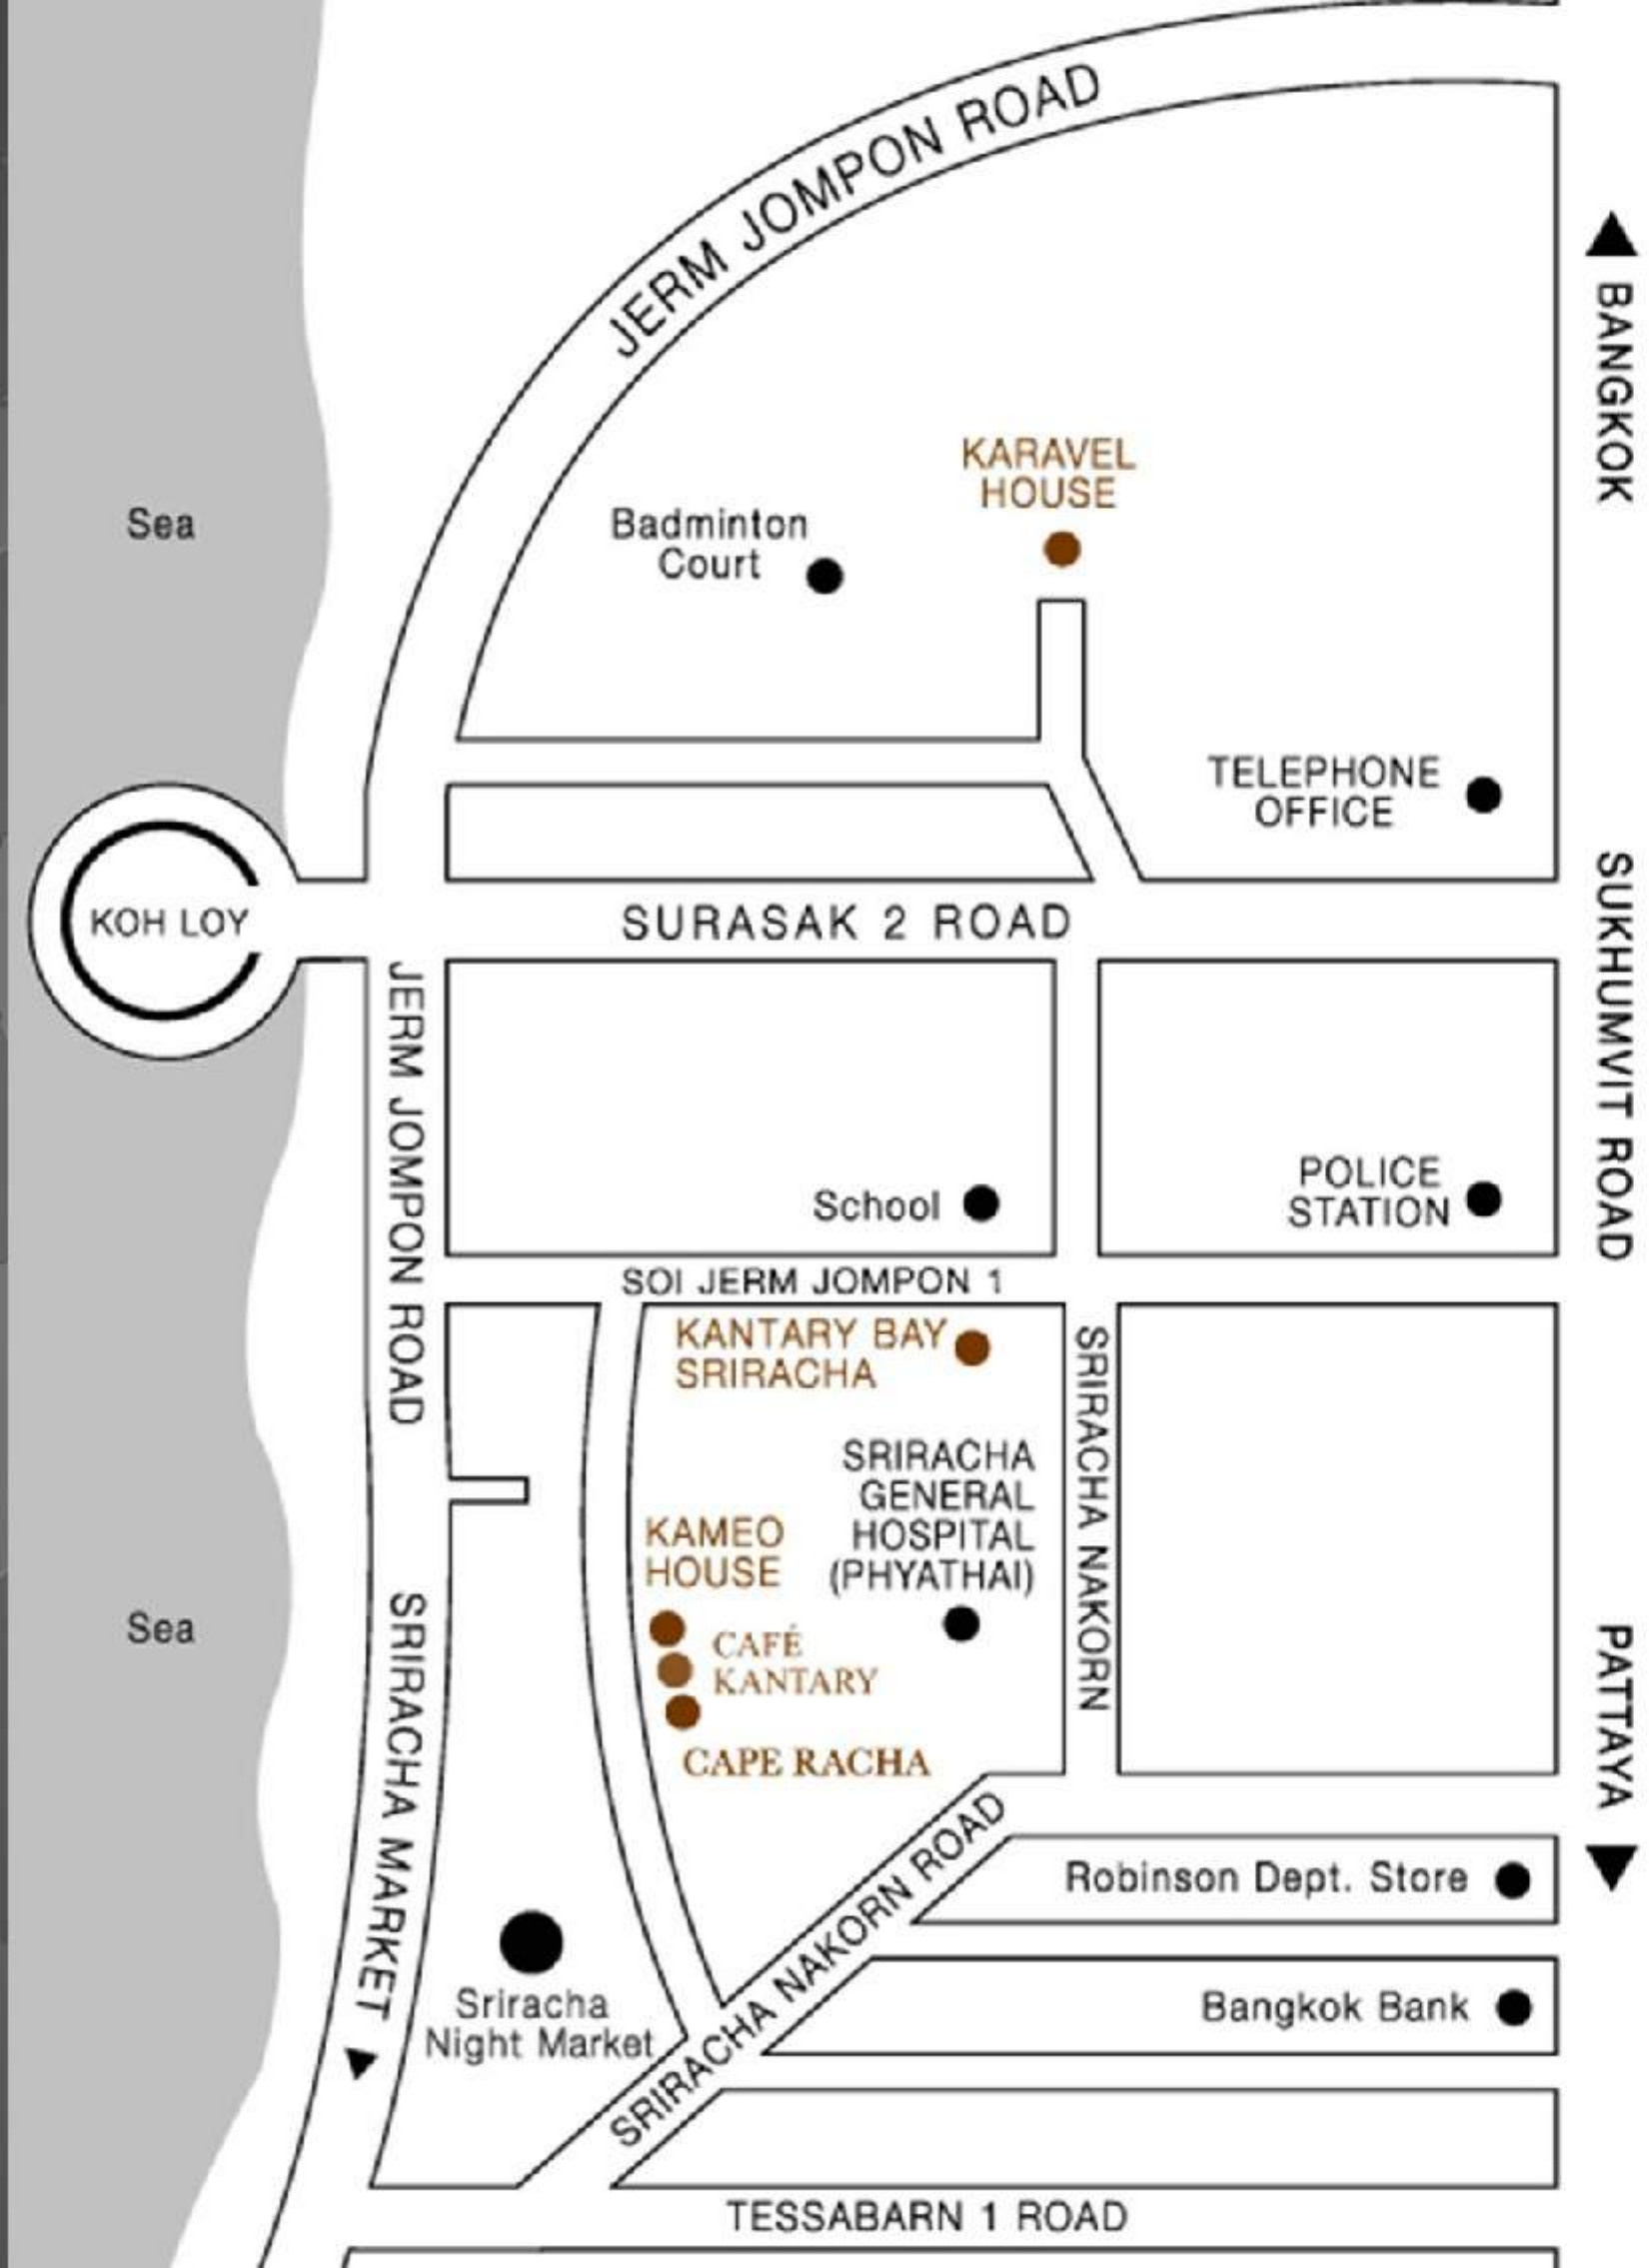 JERM JOMPON ROAD
BANGKOK
KARAVEL
HOUSE
Badminton
Court
Sea
TELEPHONE
OFFICE
KOH LOY
SURASAK 2 ROAD
SUKHUMVIT ROAD
JERM JOMPON ROAD
School
POLICE
STATION
SOI JERM JOMPON 1
KANTARY BAY
SRIRACHA
SRIRACHA NAKORN
SRIRACHA
GENERAL
HOSPITAL
(PHYATHAI)
KAMEO
HOUSE
Sea
CAFÉ
KANTARY
CAPE RACHA
SRIRACHA MARKET
PATTAYA
SRIRACHA NAKORN ROAD
Robinson Dept. Store
Sriracha
Night Market
Bangkok Bank
TESSABARN 1 ROAD